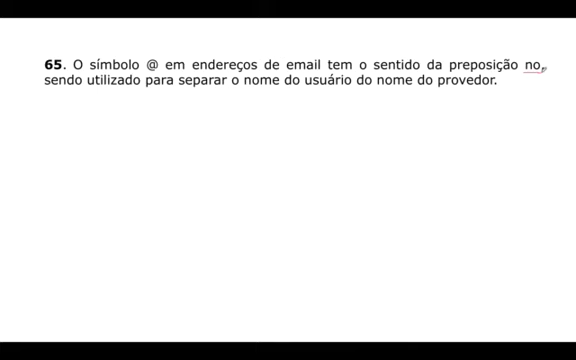 65. O símbolo @ em endereços de email tem o sentido da preposição no,
sendo utilizado para separar o nome do usuário do nome do provedor.